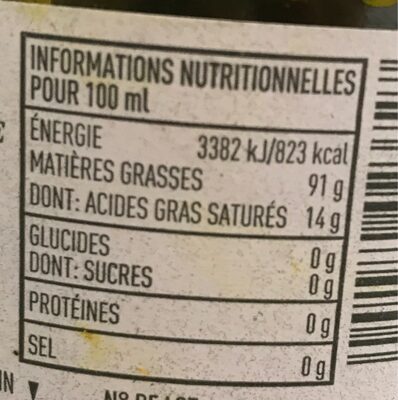 INFORMATIONS NUTRITIONNELLES
POUR 100 ml
ÉNERGIE 3382 kJ/823 kcal
MATIÈRES GRASSES 91 g
DONT: ACIDES GRAS SATURÉS 14 g
GLUCIDES 0 g
DONT: SUCRES 0 g
PROTÉINES 0 g
SEL 0 g